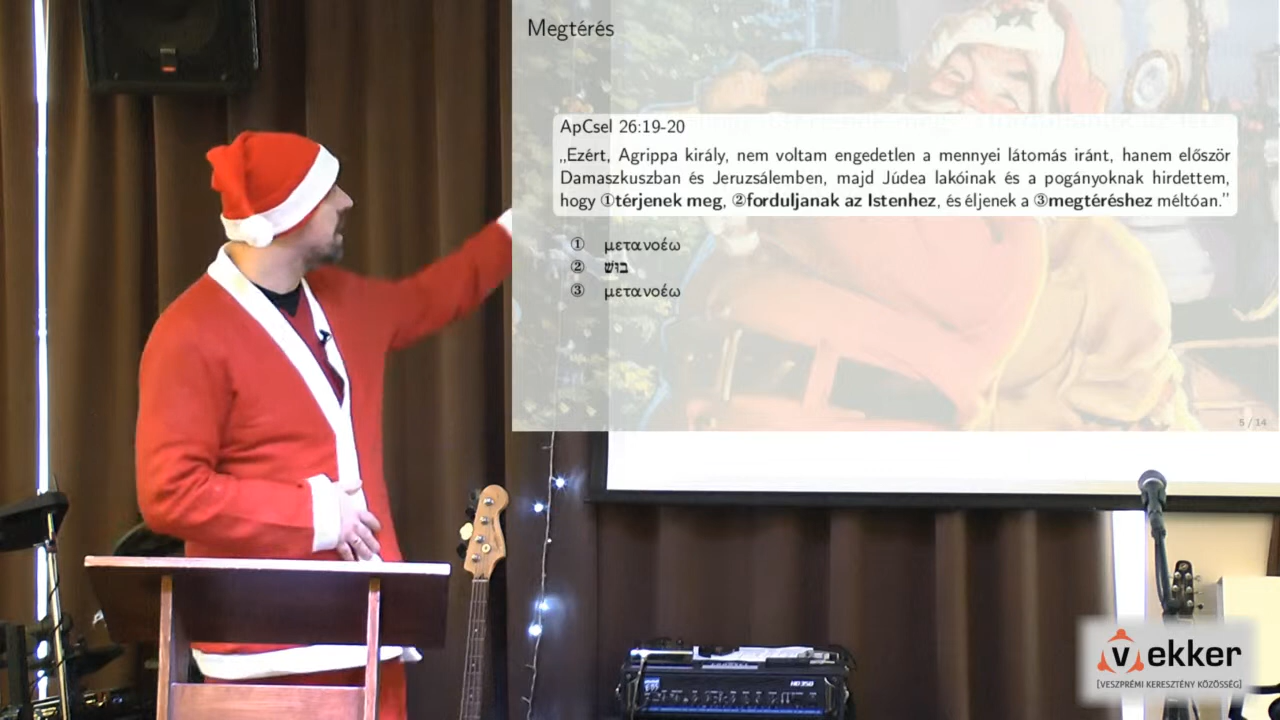 Megtérés
ApCsel 26:19-20
„Ezért, Agrippa király, nem voltam engedetlen a mennyei látomás iránt, hanem először
Damaszkuszban és Jeruzsálemben, majd Júdea lakóinak és a pogányoknak hirdettem,
hogy ①térjenek meg, ②forduljanak az Istenhez, és éljenek a ③megtéréshez méltóan.”
① μετανοέω
② בּוּשׁ
③ μετανοέω
5 / 14
HD 350
vekker
[VESZPRÉMI KERESZTÉNY KÖZÖSSÉG]